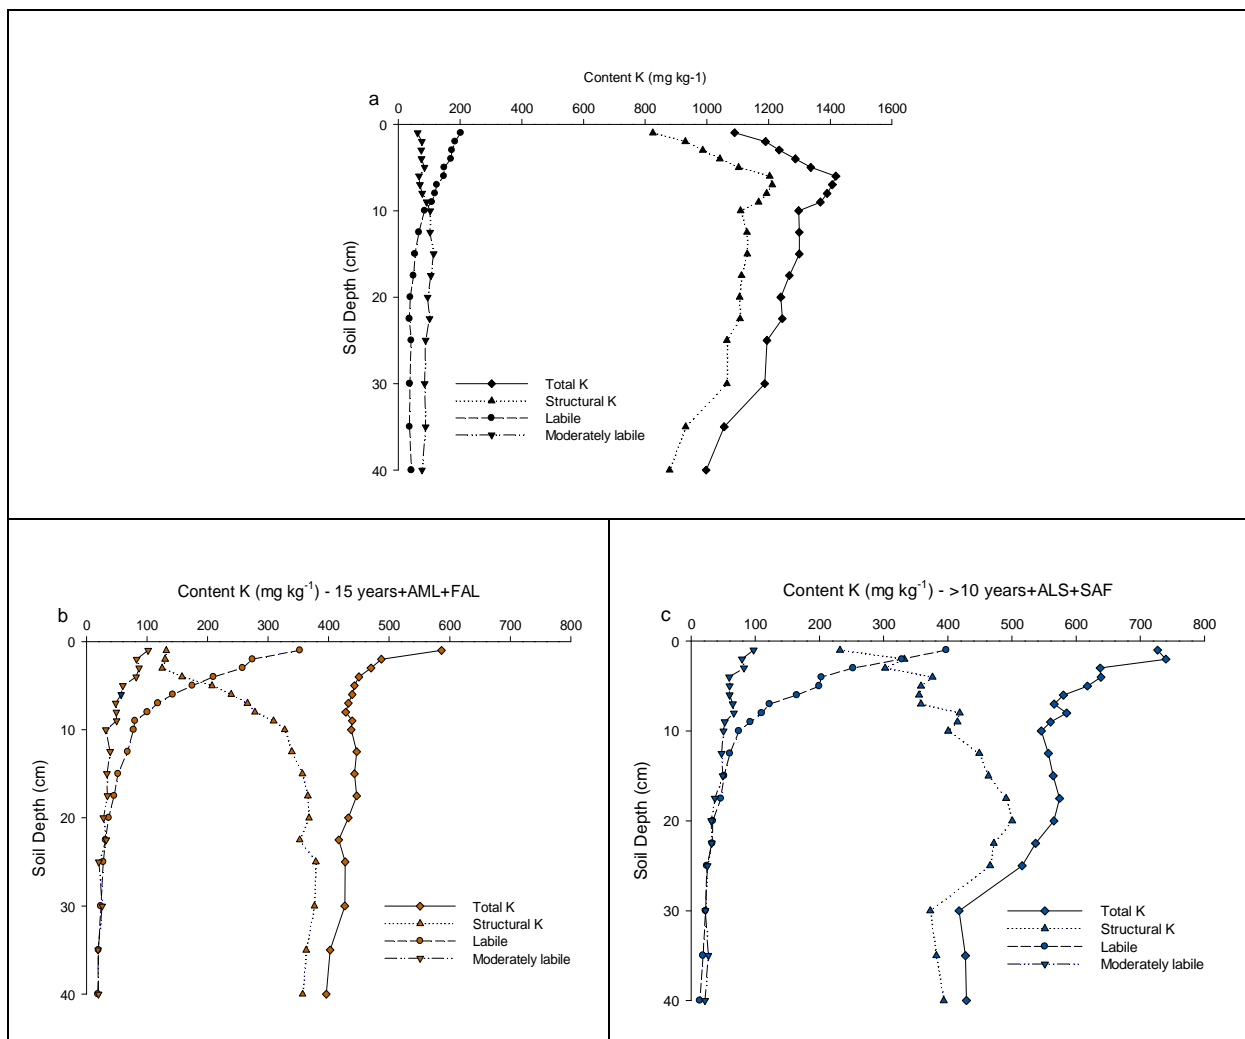 Content K (mg kg-1)
a
0 200 400 600 800 1000 1200 1400 1600
0
10
20
30
40
Soil Depth (cm)
Total K
Structural K
Labile
Moderately labile
Content K (mg kg-1) - 15 years+AML+FAL
b
0 100 200 300 400 500 600 700 800
0
10
20
30
40
Soil Depth (cm)
Total K
Structural K
Labile
Moderately labile
Content K (mg kg-1) - >10 years+ALS+SAF
c
0 100 200 300 400 500 600 700 800
0
10
20
30
40
Soil Depth (cm)
Total K
Structural K
Labile
Moderately labile